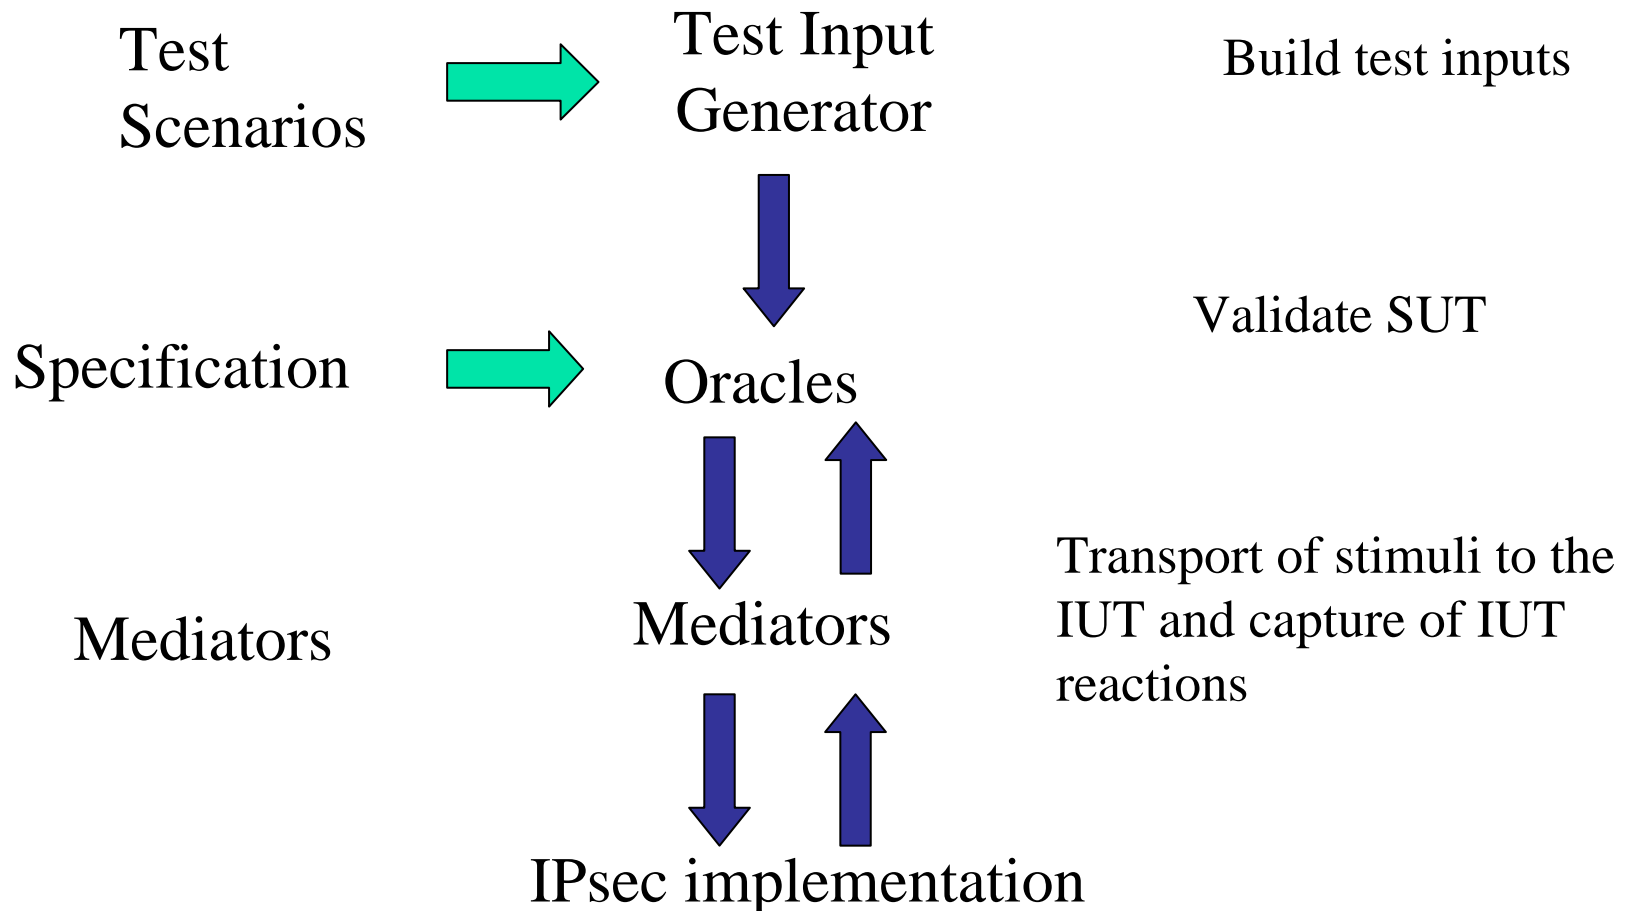 Test
Scenarios
Test Input
Generator
Build test inputs
Specification
Oracles
Validate SUT
Mediators
Mediators
Transport of stimuli to the
IUT and capture of IUT
reactions
IPsec implementation